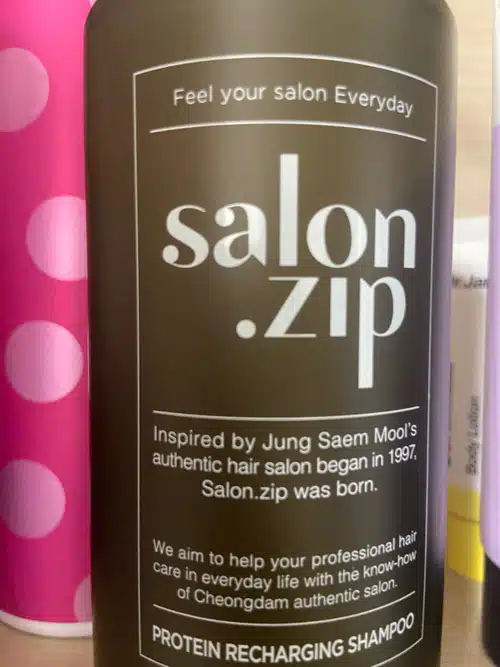 Feel your salon Everyday
salon
.zip
Inspired by Jung Saem Mool's
authentic hair salon began in 1997,
Salon.zip was born.
We aim to help your professional hair
care in everyday life with the know-how
of Cheongdam authentic salon.
PROTEIN RECHARGING SHAMPOO
Body Lotion